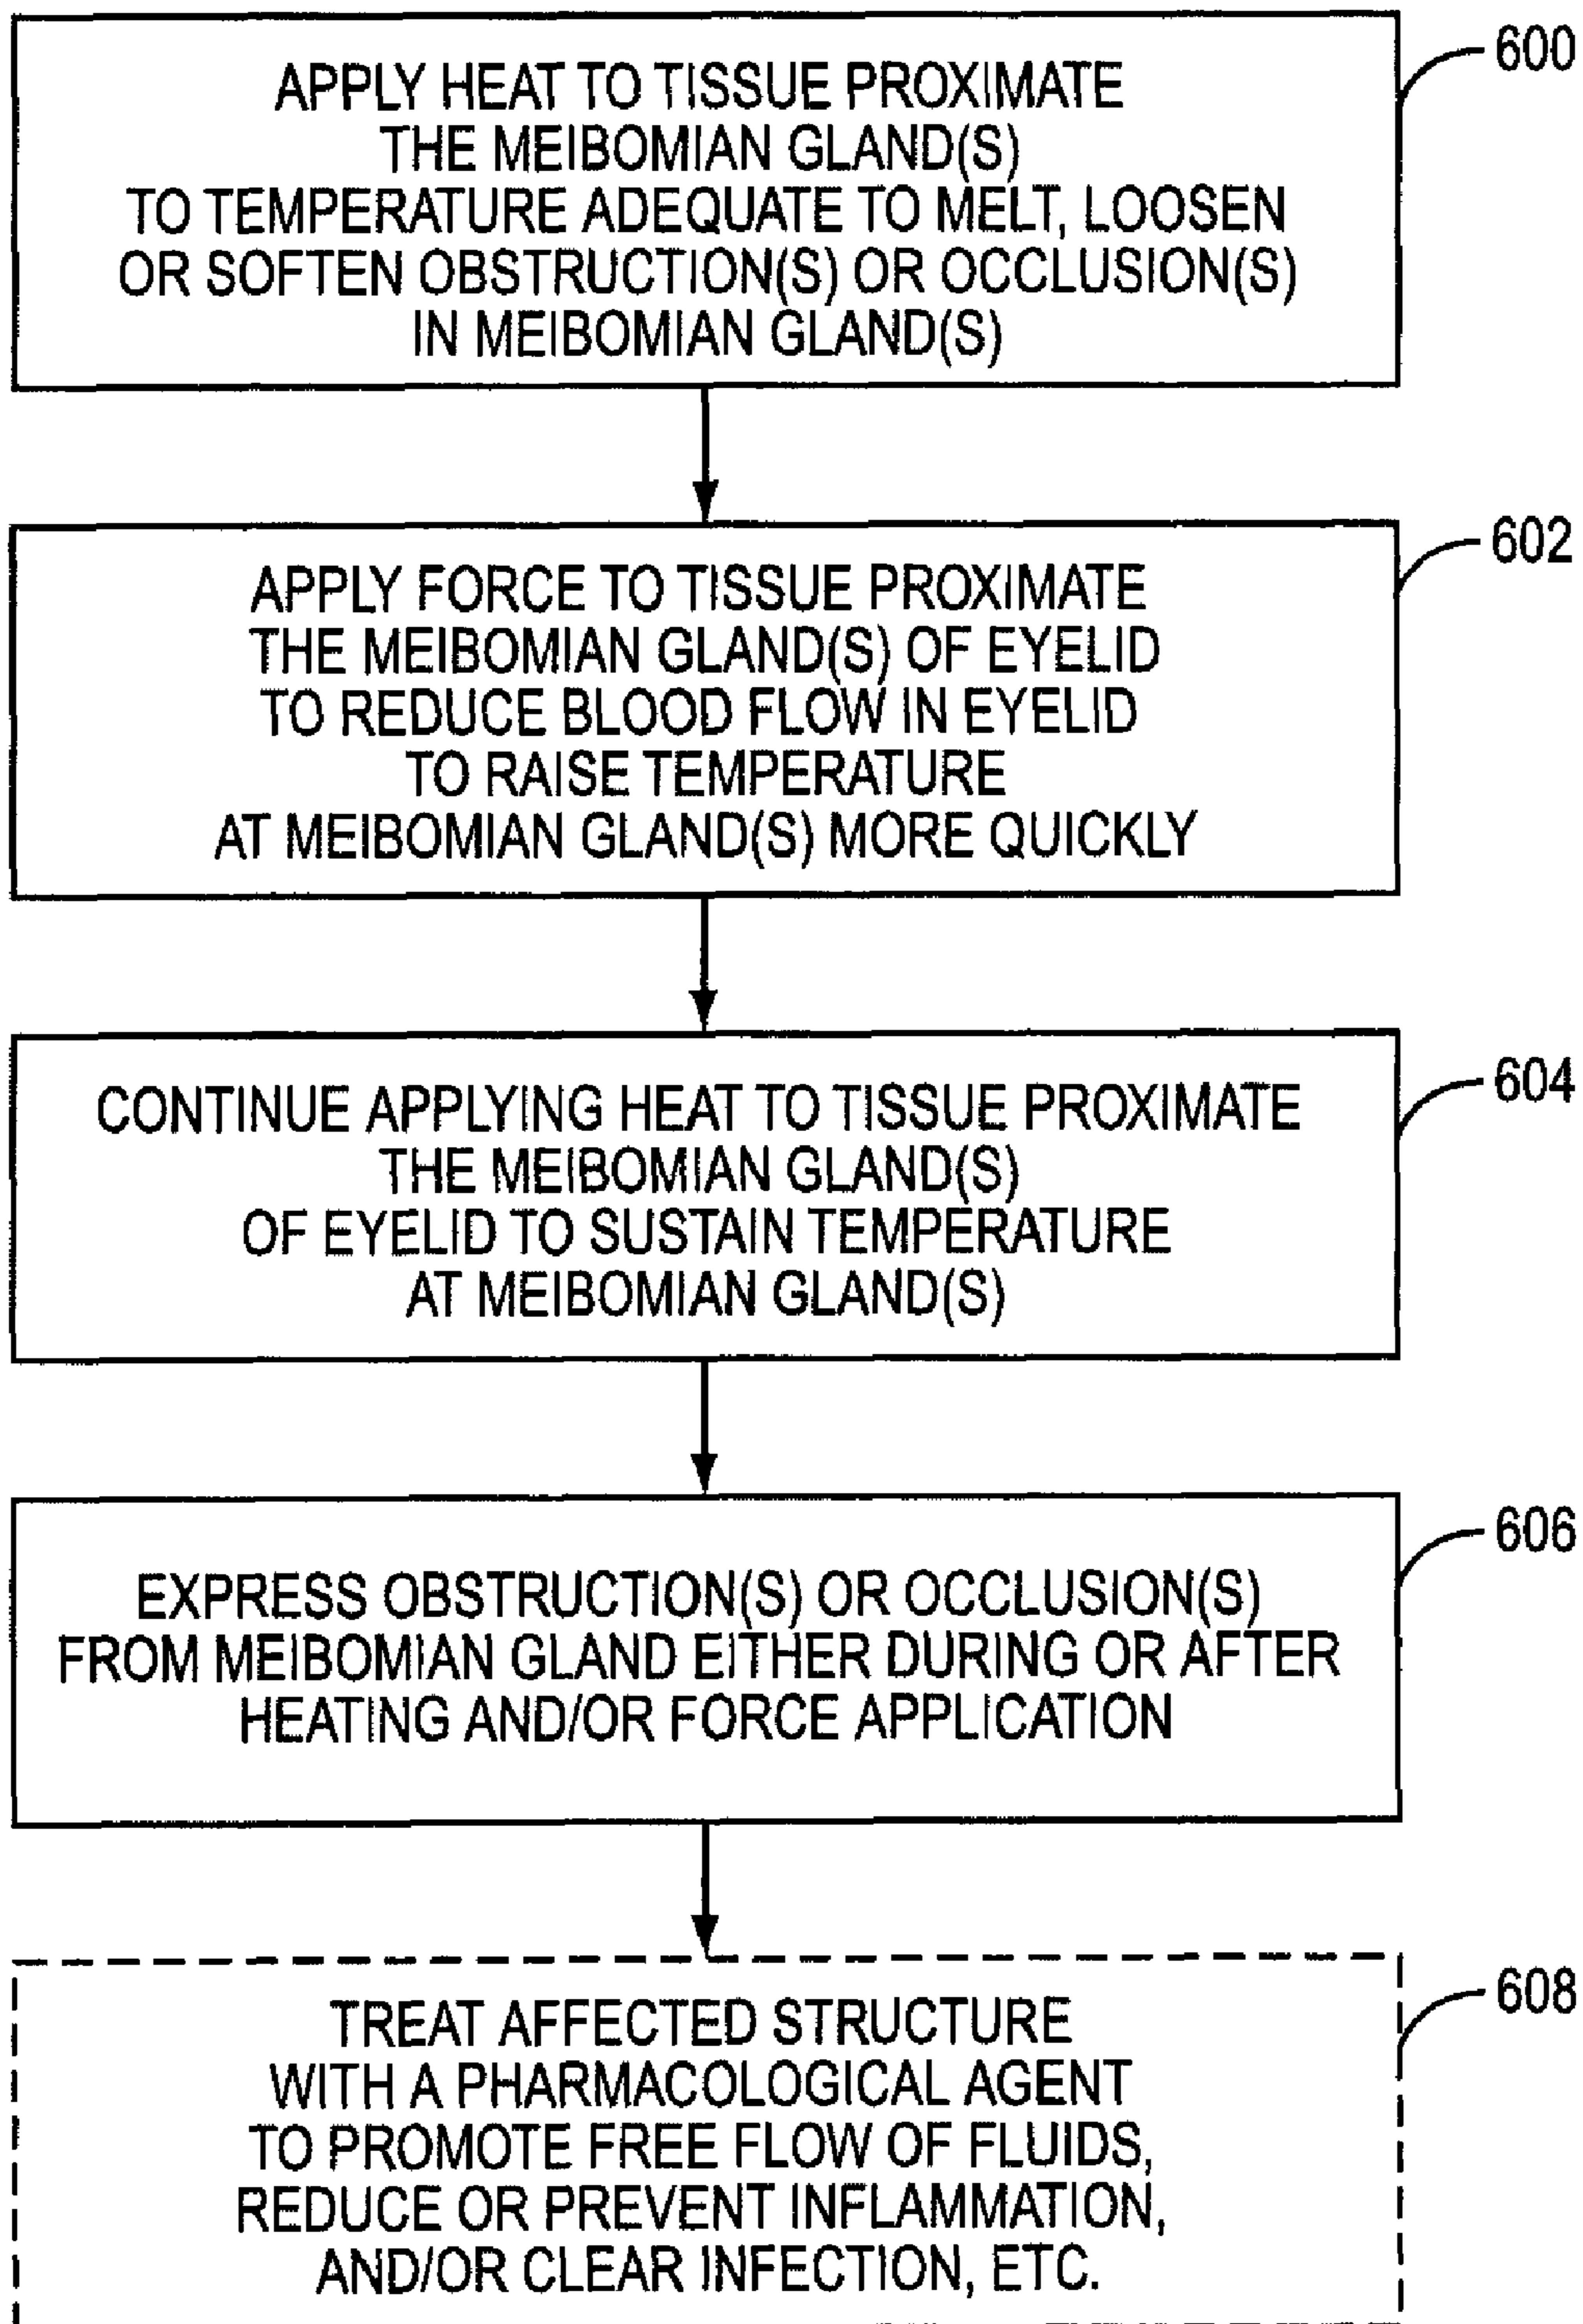 APPLY HEAT TO TISSUE PROXIMATE
THE MEIBOMIAN GLAND(S)
TO TEMPERATURE ADEQUATE TO MELT, LOOSEN
OR SOFTEN OBSTRUCTION(S) OR OCCLUSION(S)
IN MEIBOMIAN GLAND(S)
600
APPLY FORCE TO TISSUE PROXIMATE
THE MEIBOMIAN GLAND(S) OF EYELID
TO REDUCE BLOOD FLOW IN EYELID
TO RAISE TEMPERATURE
AT MEIBOMIAN GLAND(S) MORE QUICKLY
602
CONTINUE APPLYING HEAT TO TISSUE PROXIMATE
THE MEIBOMIAN GLAND(S)
OF EYELID TO SUSTAIN TEMPERATURE
AT MEIBOMIAN GLAND(S)
604
EXPRESS OBSTRUCTION(S) OR OCCLUSION(S)
FROM MEIBOMIAN GLAND EITHER DURING OR AFTER
HEATING AND/OR FORCE APPLICATION
606
TREAT AFFECTED STRUCTURE
WITH A PHARMACOLOGICAL AGENT
TO PROMOTE FREE FLOW OF FLUIDS,
REDUCE OR PREVENT INFLAMMATION,
AND/OR CLEAR INFECTION, ETC.
608